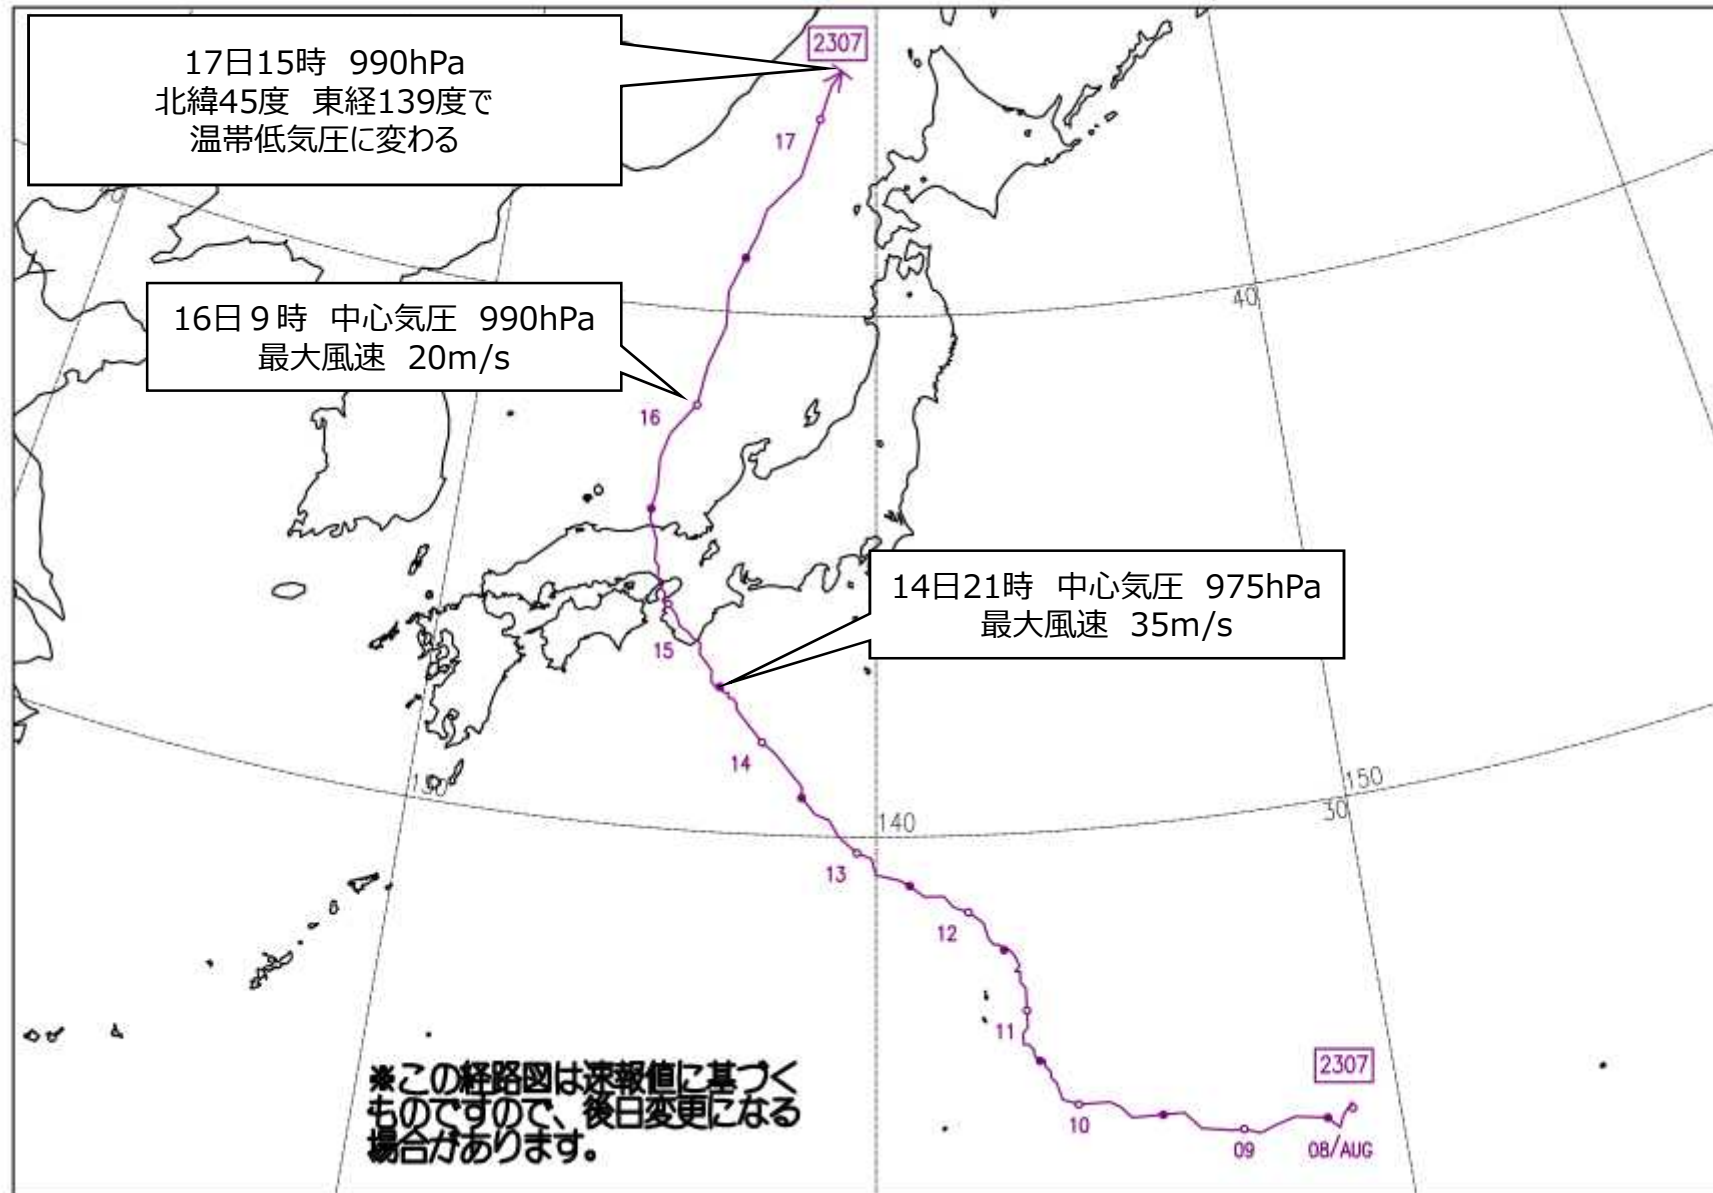 2307
17日15時 990hPa
北緯45度 東経139度で
温帯低気圧に変わる
17
40
16日9時 中心気圧 990hPa
最大風速 20m/s
16
14日21時 中心気圧 975hPa
最大風速 35m/s
15
14
130
150
30
140
13
12
11
2307
10
09
08/AUG
※この経路図は速報値に基づく
ものですので、後日変更になる
場合があります。